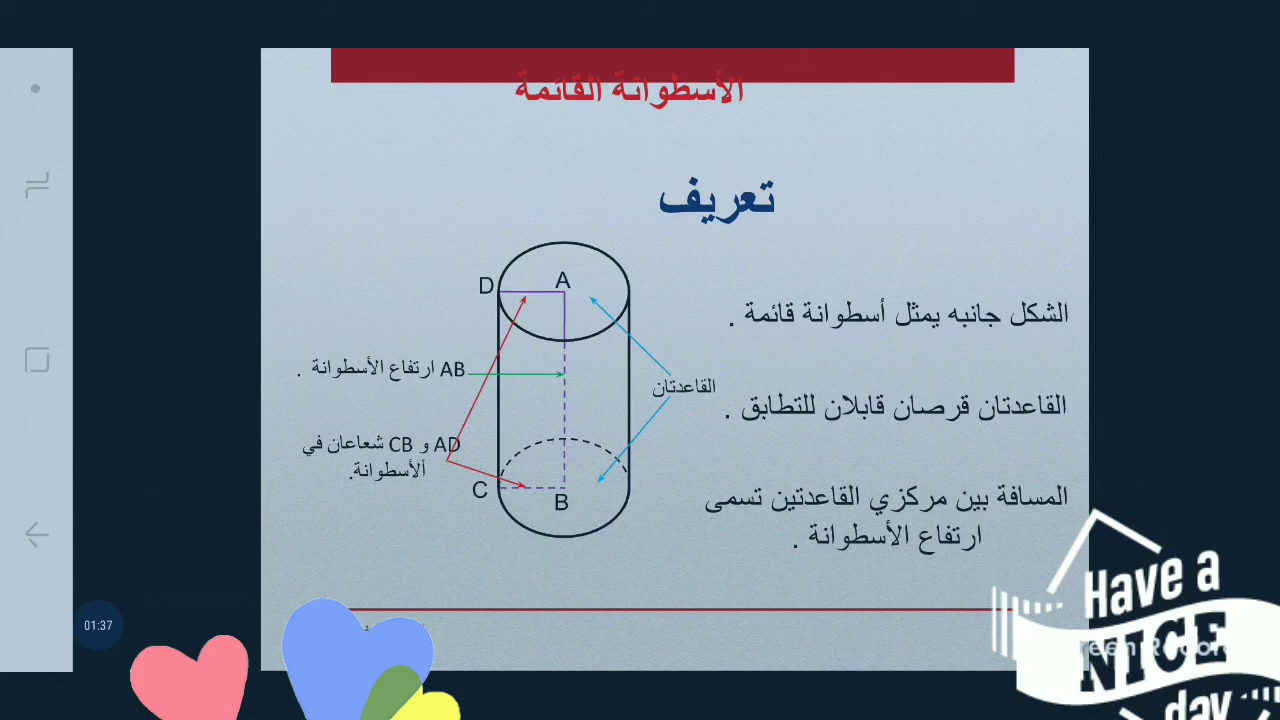 الأسطوانة القائمة
تعريف
D
A
الشكل جانبه يمثل أسطوانة قائمة .
AB ارتفاع الأسطوانة .
القاعدتان
القاعدتان قرصان قابلان للتطابق .
AD و CB شعاعان في
ألأسطوانة.
C
B
المسافة بين مركزي القاعدتين تسمى
ارتفاع الأسطوانة .
01:37
Have a
NICE
day